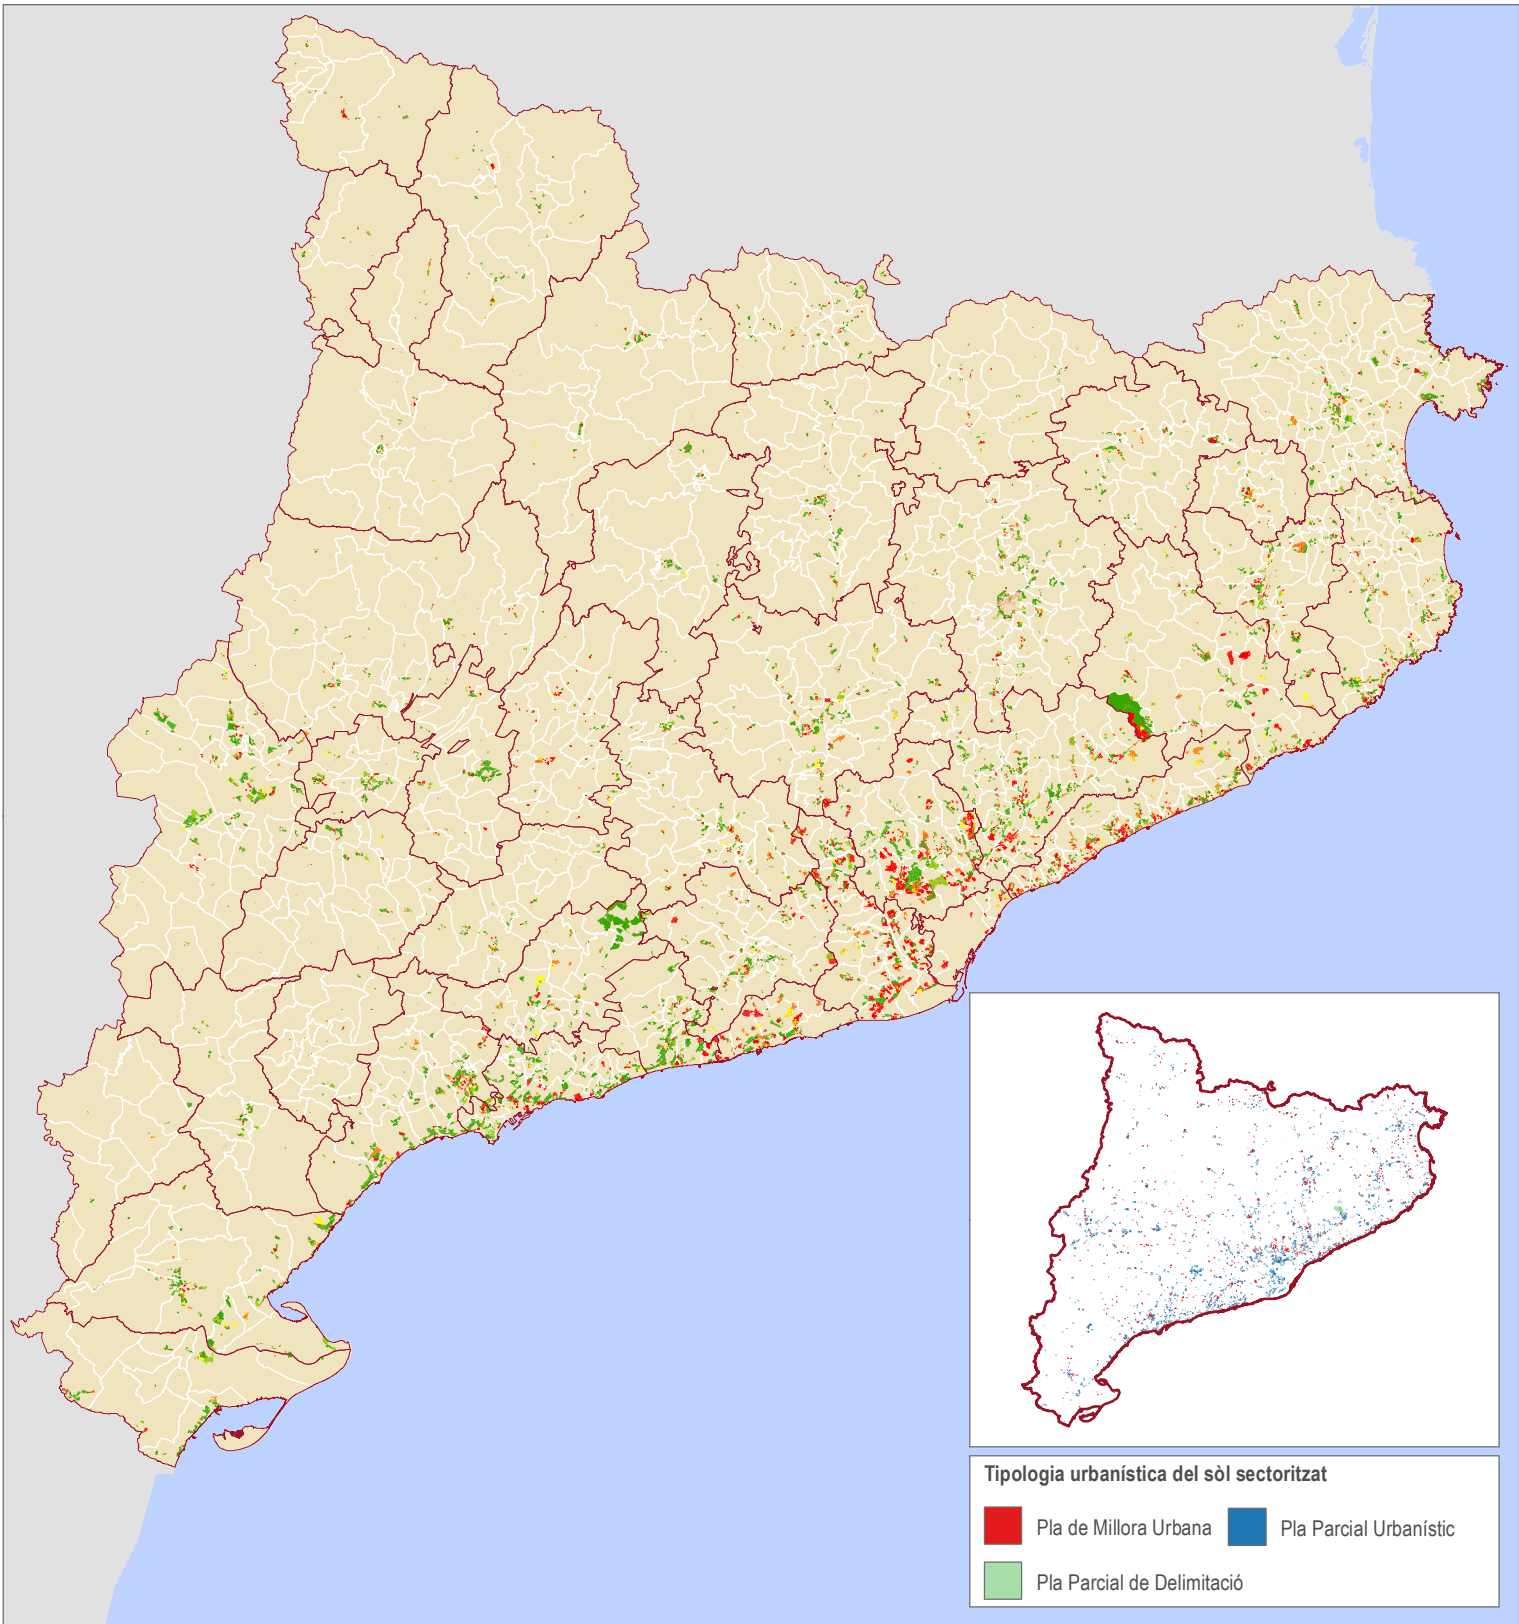 Tipologia urbanística del sòl sectoritzat
Pla de Millora Urbana
Pla Parcial Urbanístic
Pla Parcial de Delimitació